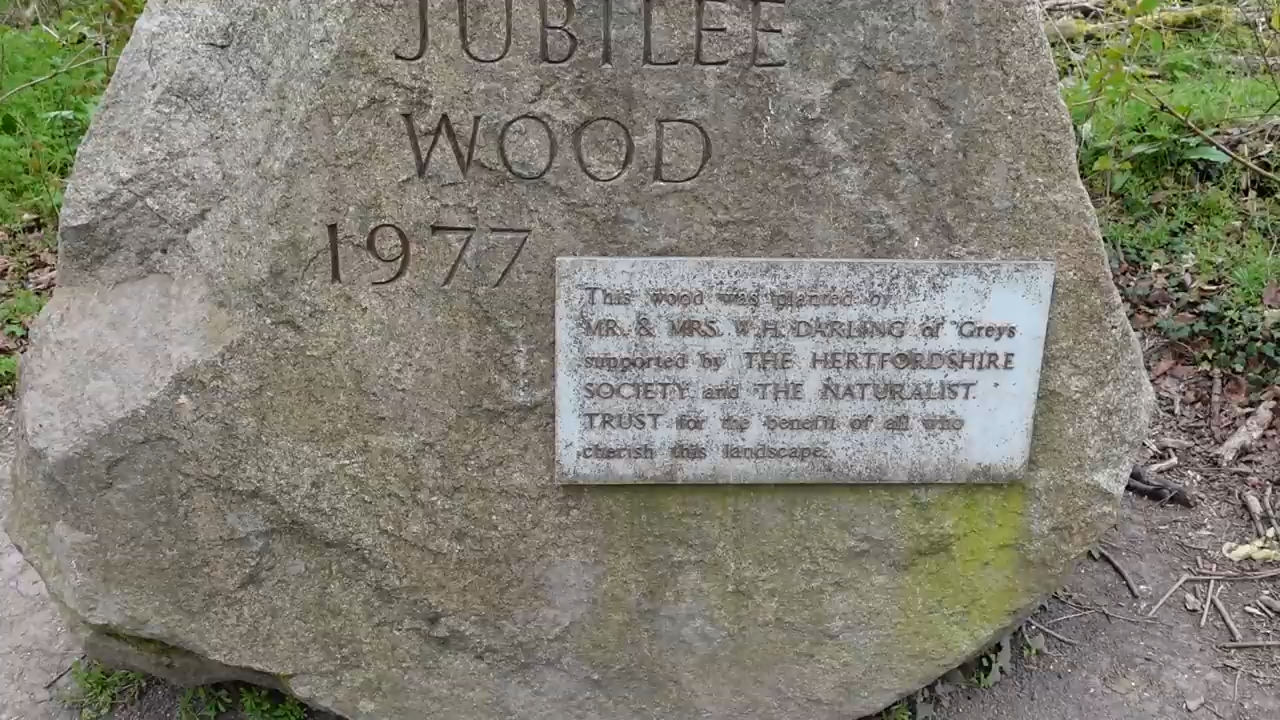 JUBILEE
WOOD
1977
This wood was planted by
MR. & MRS. W.H. DARLING of Greys
supported by THE HERTFORDSHIRE
SOCIETY and THE NATURALIST
TRUST for the benefit of all who
cherish this landscape.